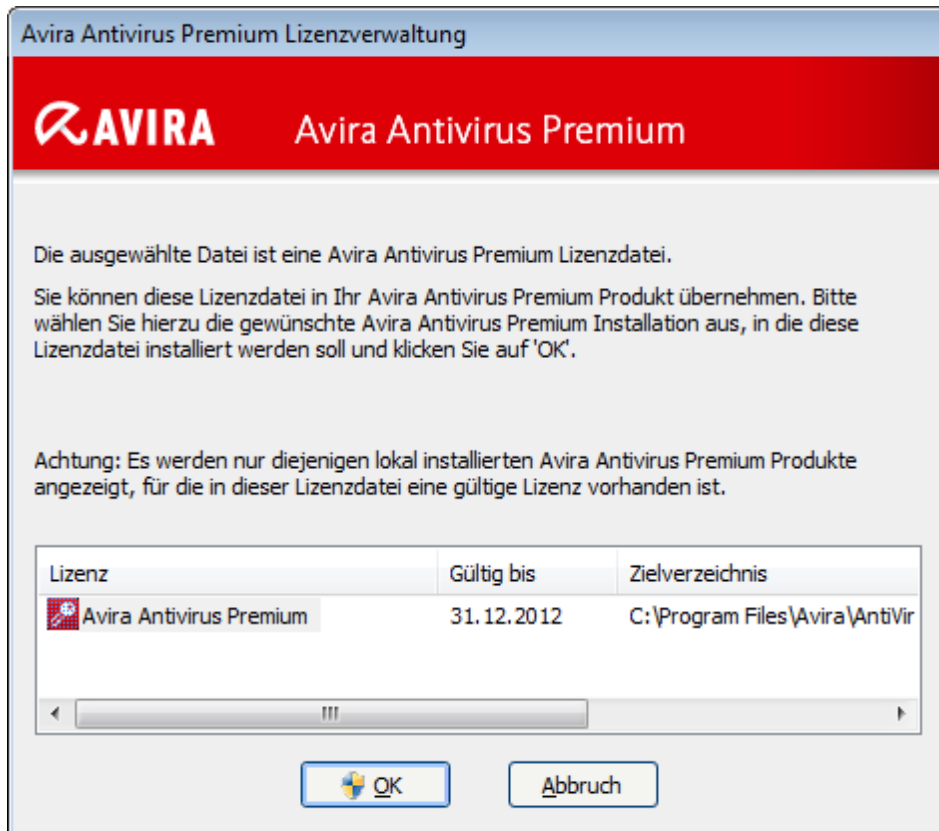 Avira Antivirus Premium Lizenzverwaltung
AVIRA Avira Antivirus Premium
Die ausgewählte Datei ist eine Avira Antivirus Premium Lizenzdatei.
Sie können diese Lizenzdatei in Ihr Avira Antivirus Premium Produkt übernehmen. Bitte
wählen Sie hierzu die gewünschte Avira Antivirus Premium Installation aus, in die diese
Lizenzdatei installiert werden soll und klicken Sie auf 'OK'.
Achtung: Es werden nur diejenigen lokal installierten Avira Antivirus Premium Produkte
angezeigt, für die in dieser Lizenzdatei eine gültige Lizenz vorhanden ist.
Lizenz Gültig bis Zielverzeichnis
Avira Antivirus Premium 31.12.2012 C:\Program Files\Avira\AntiVir
OK Abbruch